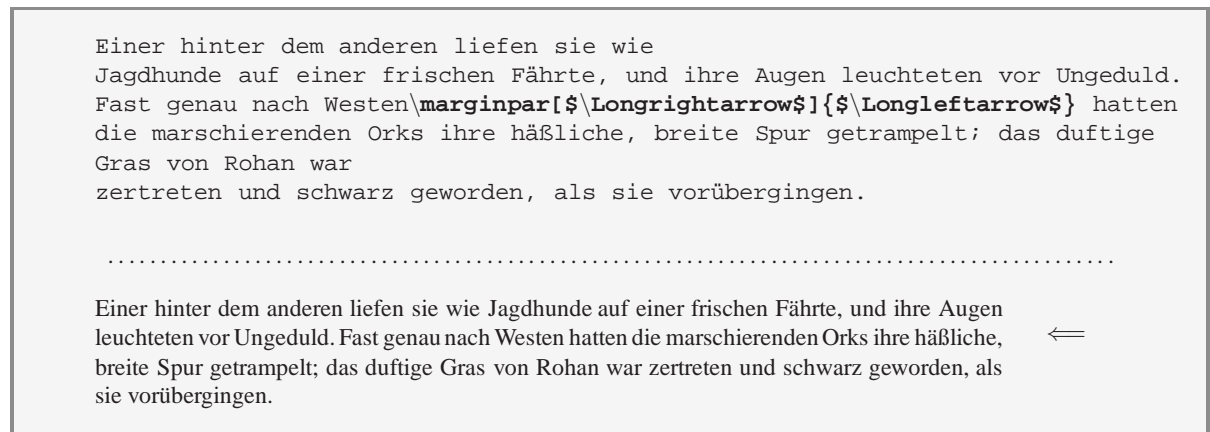 Einer hinter dem anderen liefen sie wie
Jagdhunde auf einer frischen Fährte, und ihre Augen leuchteten vor Ungeduld.
Fast genau nach Westen\marginpar[$\Longrightarrow$]{$\Longleftarrow$} hatten
die marschierenden Orks ihre häßliche, breite Spur getrampelt; das duftige
Gras von Rohan war
zertreten und schwarz geworden, als sie vorübergingen.
Einer hinter dem anderen liefen sie wie Jagdhunde auf einer frischen Fährte, und ihre Augen
leuchteten vor Ungeduld. Fast genau nach Westen hatten die marschierenden Orks ihre häßliche, ⟸
breite Spur getrampelt; das duftige Gras von Rohan war zertreten und schwarz geworden, als
sie vorübergingen.